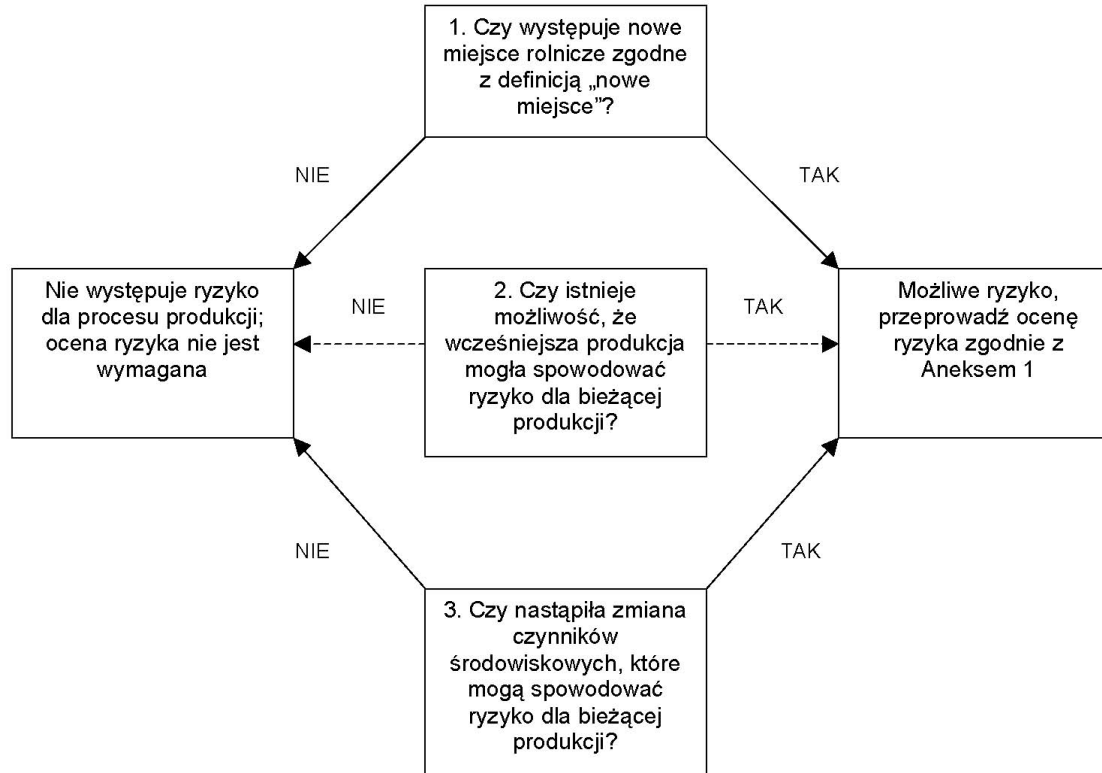 1. Czy występuje nowe
miejsce rolnicze zgodne
z definicją „nowe
miejsce”?
NIE
TAK
Nie występuje ryzyko
dla procesu produkcji;
ocena ryzyka nie jest
wymagana
NIE
2. Czy istnieje
możliwość, że
wcześniejsza produkcja
mogła spowodować
ryzyko dla bieżącej
produkcji?
TAK
Możliwe ryzyko,
przeprowadź ocenę
ryzyka zgodnie z
Aneksem 1
NIE
TAK
3. Czy nastąpiła zmiana
czynników
środowiskowych, które
mogą spowodować
ryzyko dla bieżącej
produkcji?